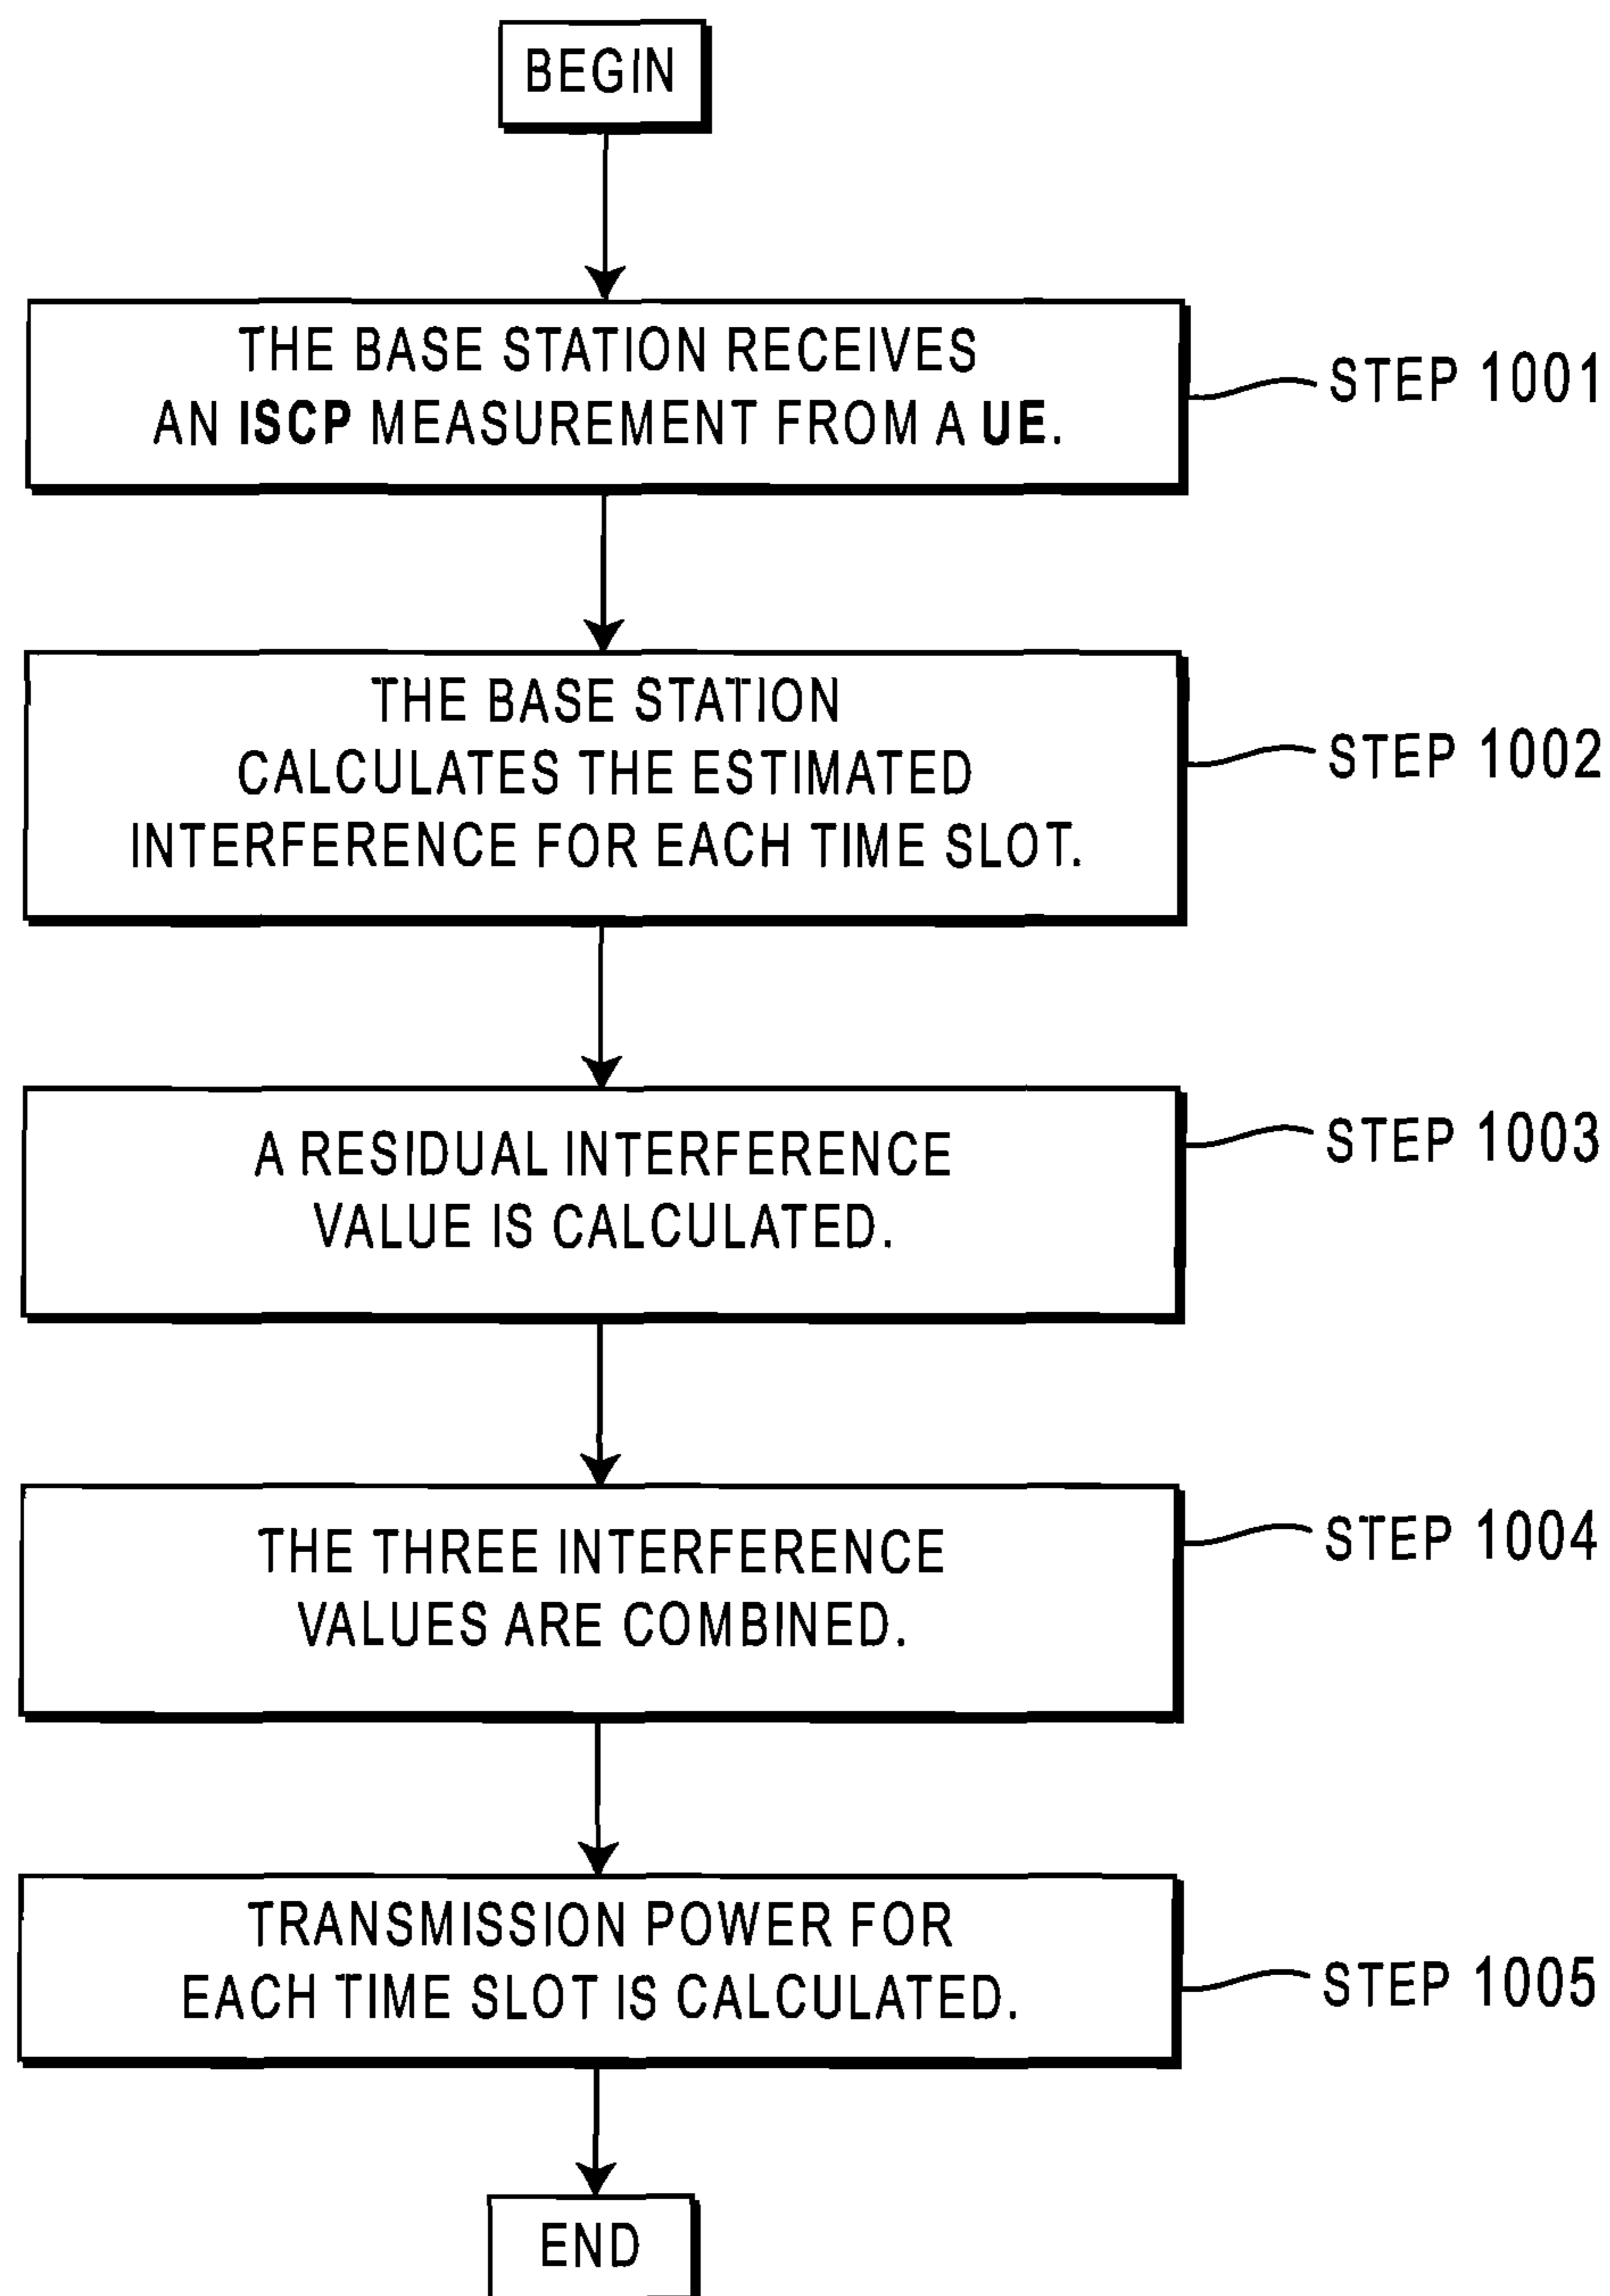 BEGIN
THE BASE STATION RECEIVES
AN ISCP MEASUREMENT FROM A UE.
STEP 1001
THE BASE STATION
CALCULATES THE ESTIMATED
INTERFERENCE FOR EACH TIME SLOT.
STEP 1002
A RESIDUAL INTERFERENCE
VALUE IS CALCULATED.
STEP 1003
THE THREE INTERFERENCE
VALUES ARE COMBINED.
STEP 1004
TRANSMISSION POWER FOR
EACH TIME SLOT IS CALCULATED.
STEP 1005
END